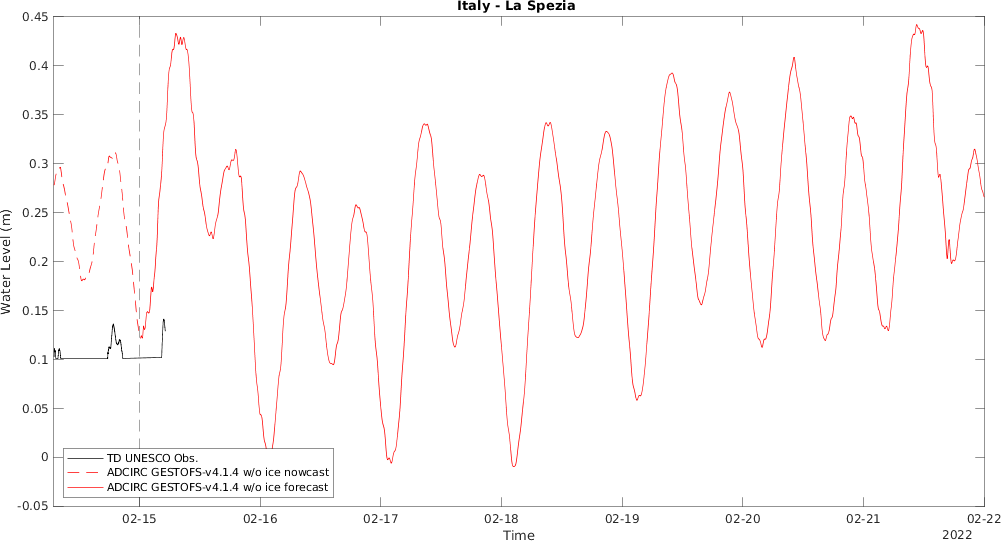 Italy - La Spezia
0.45
0.4
0.35
0.3
0.25
0.2
0.15
0.1
0.05
0
-0.05
Water Level (m)
TD UNESCO Obs.
ADCIRC GESTOFS-v4.1.4 w/o ice nowcast
ADCIRC GESTOFS-v4.1.4 w/o ice forecast
02-15 02-16 02-17 02-18 02-19 02-20 02-21 02-22
Time
2022